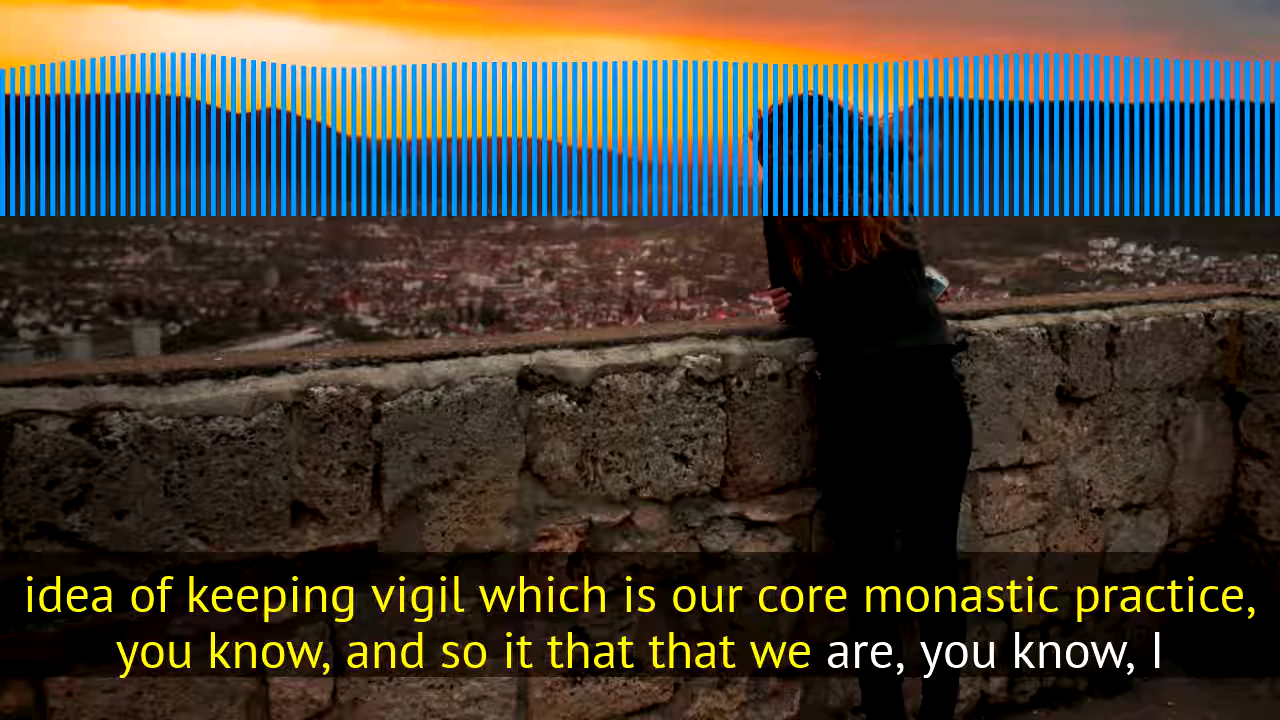 idea of keeping vigil which is our core monastic practice,
you know, and so it that that we are, you know, I